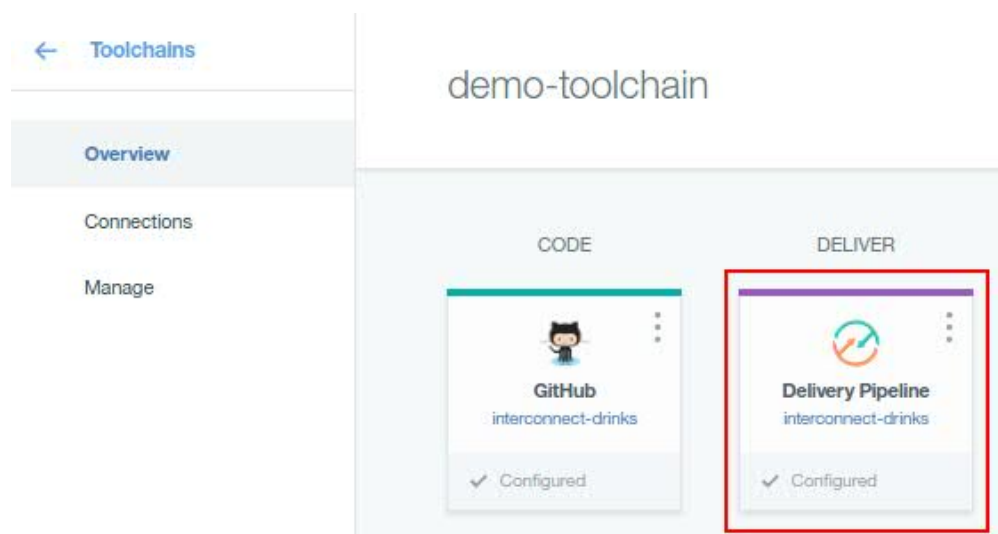 Toolchains
demo-toolchain
Overview
Connections
Manage
CODE
DELIVER
GitHub
interconnect-drinks
Configured
Delivery Pipeline
interconnect-drinks
Configured